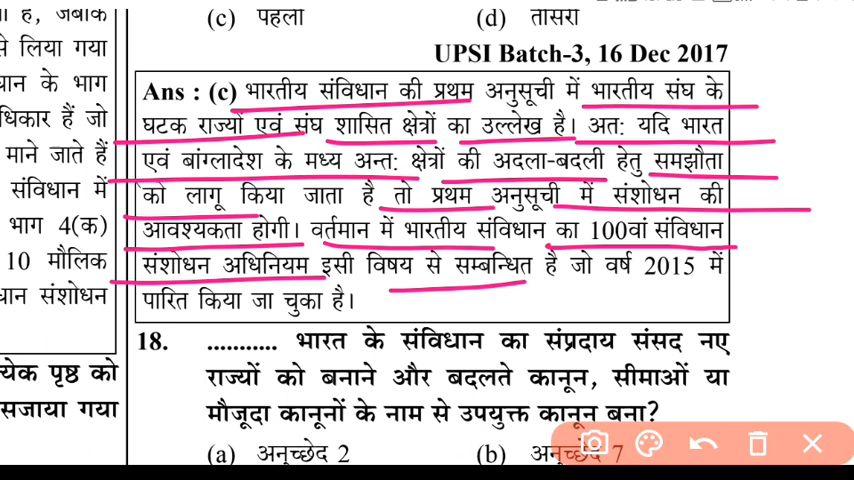 (c) पहला (d) तीसरा
UPSI Batch-3, 16 Dec 2017
Ans : (c) भारतीय संविधान की प्रथम अनुसूची में भारतीय संघ के
घटक राज्यों एवं संघ शासित क्षेत्रों का उल्लेख है। अत: यदि भारत
एवं बांग्लादेश के मध्य अन्त: क्षेत्रों की अदला-बदली हेतु समझौता
को लागू किया जाता है तो प्रथम अनुसूची में संशोधन की
आवश्यकता होगी। वर्तमान में भारतीय संविधान का 100वां संविधान
संशोधन अधिनियम इसी विषय से सम्बन्धित है जो वर्ष 2015 में
पारित किया जा चुका है।
18. ........... भारत के संविधान का संप्रदाय संसद नए
राज्यों को बनाने और बदलते कानून, सीमाओं या
मौजूदा कानूनों के नाम से उपयुक्त कानून बना?
(a) अनुच्छेद 2 (b) अनुच्छेद 7
है, जबकि
से लिया गया
के भाग
हैं जो
माने जाते हैं
संविधान में
भाग 4(क)
10 मौलिक
संशोधन
पृष्ठ को
सजाया गया